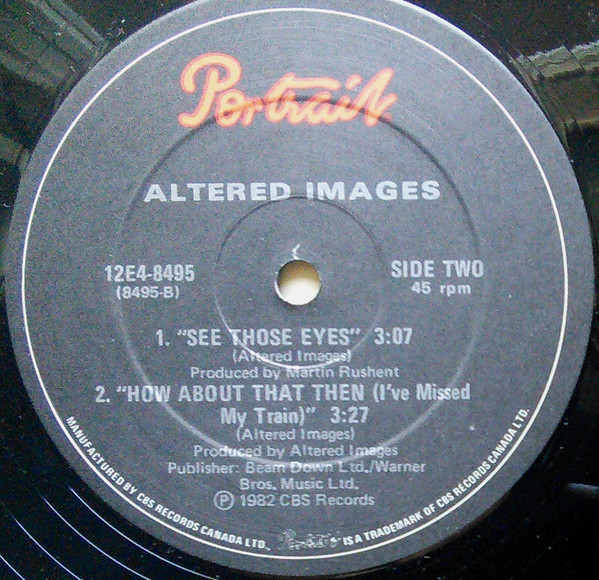 Portrait
ALTERED IMAGES
12E4-8495
(8495-B)
SIDE TWO
45 rpm
1. "SEE THOSE EYES" 3:07
(Altered Images)
Produced by Martin Rushent
2. "HOW ABOUT THAT THEN (I've Missed
My Train)" 3:27
(Altered Images)
Produced by Altered Images
Publisher: Beam Down Ltd./Warner
Bros. Music Ltd.
Ⓟ 1982 CBS Records
MANUFACTURED BY CBS RECORDS CANADA LTD. "Portrait" IS A TRADEMARK OF CBS RECORDS CANADA LTD.